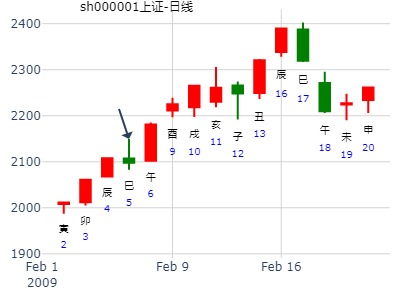 sh000001上证-日线
2400
2300
2200
2100
2000
1900
寅
2
卯
3
辰
4
巳
5
午
6
酉
9
戌
10
亥
11
子
12
丑
13
辰
16
巳
17
午
18
未
19
申
20
Feb 1
2009
Feb 9
Feb 16